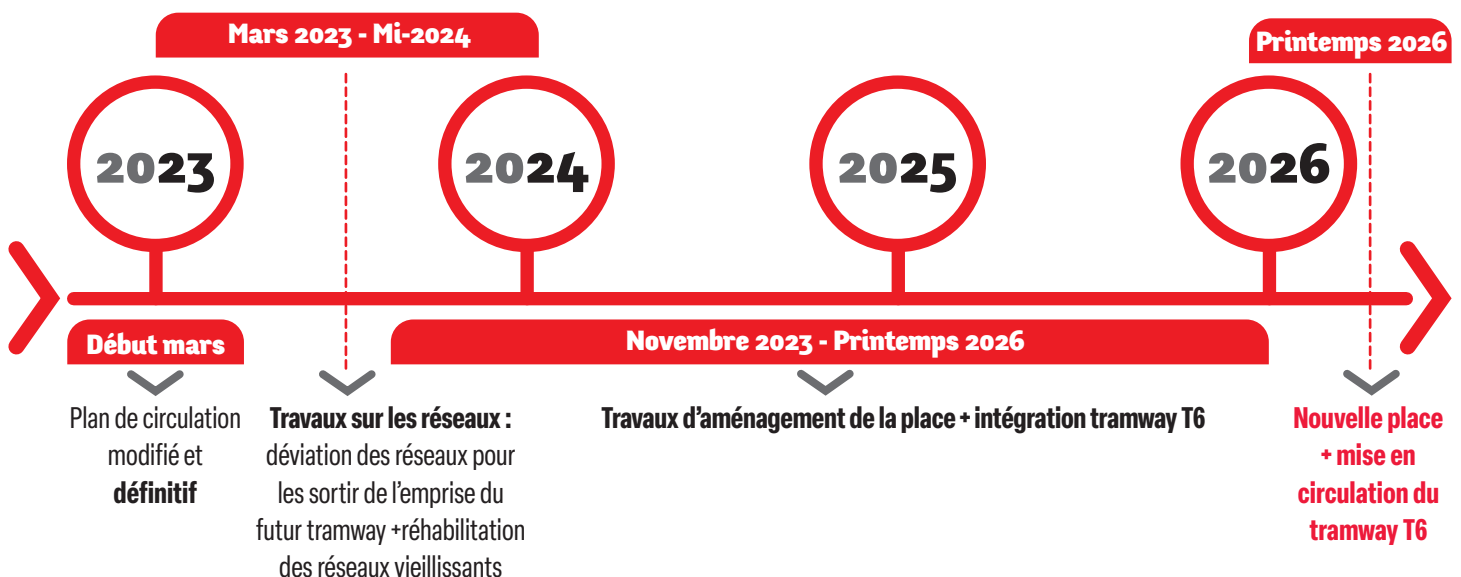 Mars 2023 - Mi-2024
Printemps 2026
2023
2024
2025
2026
Début mars
Novembre 2023 - Printemps 2026
Plan de circulation
modifié et
définitif
Travaux sur les réseaux :
déviation des réseaux pour
les sortir de l'emprise du
futur tramway +réhabilitation
des réseaux vieillissants
Travaux d'aménagement de la place + intégration tramway T6
Nouvelle place
+ mise en
circulation du
tramway T6